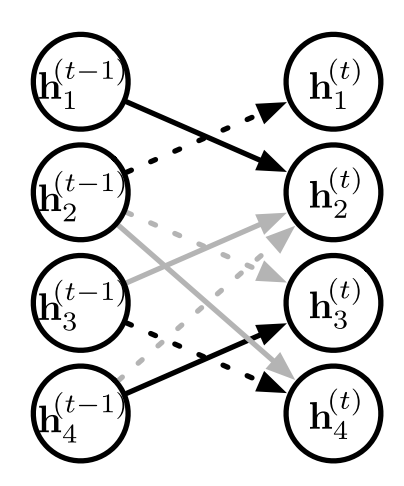 h_1^{(t-1)} h_1^{(t)}
h_2^{(t-1)} h_2^{(t)}
h_3^{(t-1)} h_3^{(t)}
h_4^{(t-1)} h_4^{(t)}